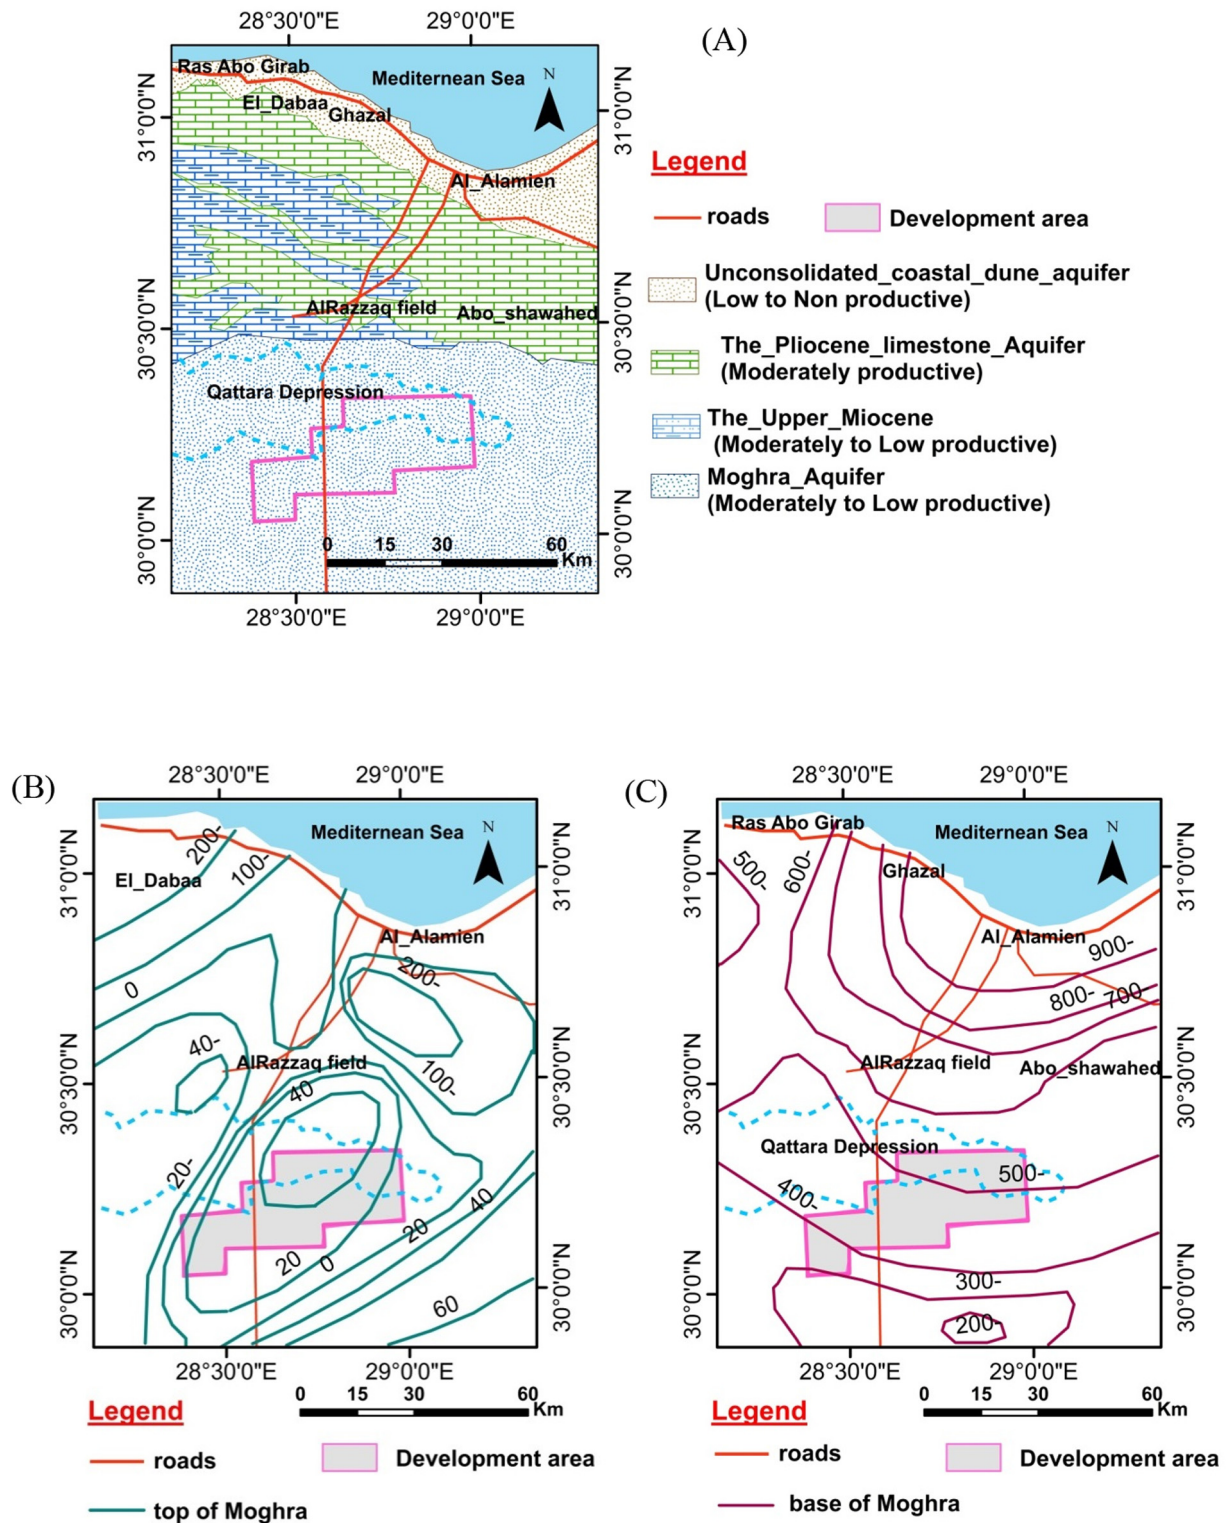 (A)
28°30'0"E
29°0'0"E
Ras Abo Girab
Mediternean Sea
N
El_Dabaa
Ghazal
31°0'0"N
31°0'0"N
Al_Alamien
AlRazzaq field
Abo_shawahed
30°30'0"N
30°30'0"N
Qattara Depression
30°0'0"N
30°0'0"N
0 15 30 60
Km
28°30'0"E
29°0'0"E
Legend
roads
Development area
Unconsolidated_coastal_dune_aquifer
(Low to Non productive)
The_Pliocene_limestone_Aquifer
(Moderately productive)
The_Upper_Miocene
(Moderately to Low productive)
Moghra_Aquifer
(Moderately to Low productive)
(B)
28°30'0"E
29°0'0"E
Mediternean Sea
N
200-
100-
El_Dabaa
31°0'0"N
31°0'0"N
Al_Alamien
200-
0
40-
AlRazzaq field
100-
40
30°30'0"N
30°30'0"N
20-
40
20
20
0
60
30°0'0"N
30°0'0"N
28°30'0"E
29°0'0"E
0 15 30 60
Km
Legend
roads
Development area
top of Moghra
(C)
28°30'0"E
29°0'0"E
Ras Abo Girab
Mediternean Sea
N
500-
600-
Ghazal
31°0'0"N
31°0'0"N
Al_Alamien
900-
800-
700-
AlRazzaq field
Abo_shawahed
30°30'0"N
30°30'0"N
Qattara Depression
500-
400-
300-
200-
30°0'0"N
30°0'0"N
28°30'0"E
29°0'0"E
0 15 30 60
Km
Legend
roads
Development area
base of Moghra